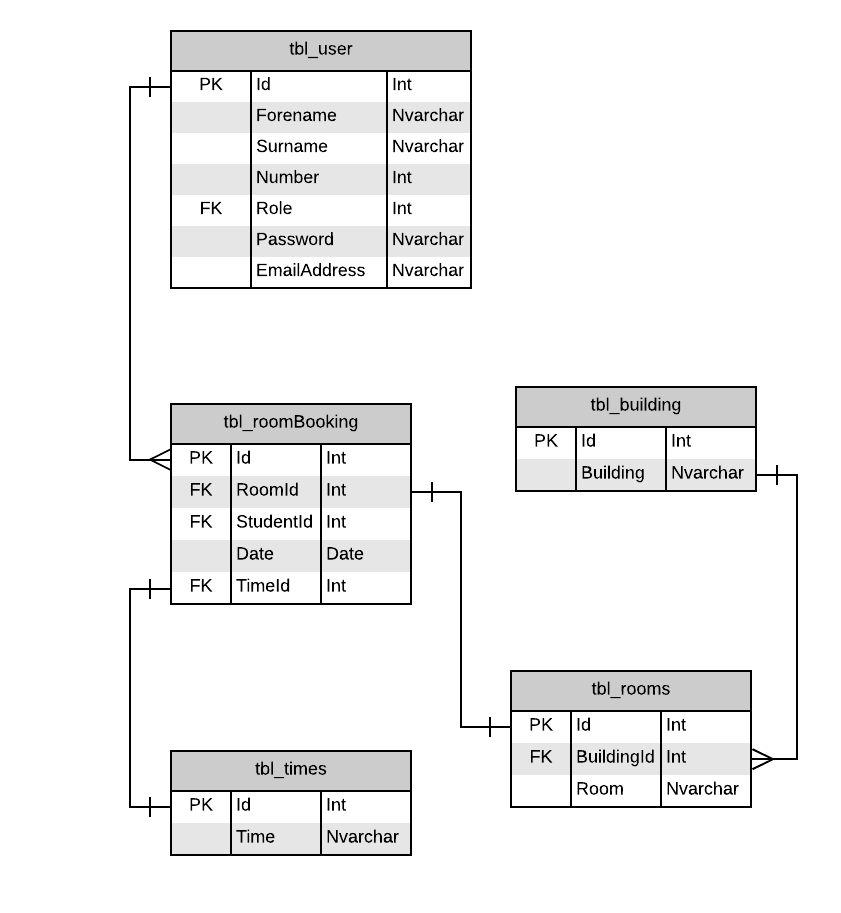 tbl_user
PK Id Int
Forename Nvarchar
Surname Nvarchar
Number Int
FK Role Int
Password Nvarchar
EmailAddress Nvarchar
tbl_roomBooking
PK Id Int
FK RoomId Int
FK StudentId Int
Date Date
FK TimeId Int
tbl_building
PK Id Int
Building Nvarchar
tbl_rooms
PK Id Int
FK BuildingId Int
Room Nvarchar
tbl_times
PK Id Int
Time Nvarchar